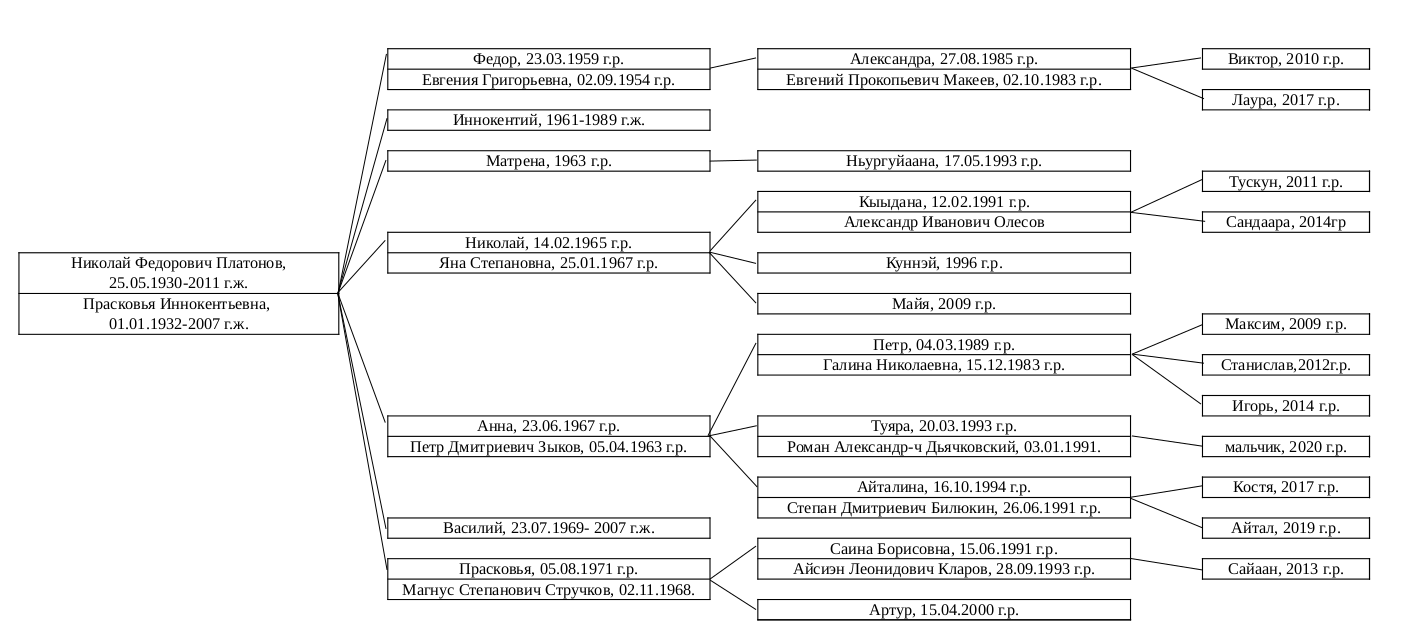 Николай Федорович Платонов,
25.05.1930-2011 г.ж.
Прасковья Иннокентьевна,
01.01.1932-2007 г.ж.
Федор, 23.03.1959 г.р.
Евгения Григорьевна, 02.09.1954 г.р.
Иннокентий, 1961-1989 г.ж.
Матрена, 1963 г.р.
Николай, 14.02.1965 г.р.
Яна Степановна, 25.01.1967 г.р.
Анна, 23.06.1967 г.р.
Петр Дмитриевич Зыков, 05.04.1963 г.р.
Василий, 23.07.1969- 2007 г.ж.
Прасковья, 05.08.1971 г.р.
Магнус Степанович Стручков, 02.11.1968.
Александра, 27.08.1985 г.р.
Евгений Прокопьевич Макеев, 02.10.1983 г.р.
Ньургуйаана, 17.05.1993 г.р.
Кыыдана, 12.02.1991 г.р.
Александр Иванович Олесов
Куннэй, 1996 г.р.
Майя, 2009 г.р.
Петр, 04.03.1989 г.р.
Галина Николаевна, 15.12.1983 г.р.
Туяра, 20.03.1993 г.р.
Роман Александр-ч Дьячковский, 03.01.1991.
Айталина, 16.10.1994 г.р.
Степан Дмитриевич Билюкин, 26.06.1991 г.р.
Саина Борисовна, 15.06.1991 г.р.
Айсиэн Леонидович Кларов, 28.09.1993 г.р.
Артур, 15.04.2000 г.р.
Виктор, 2010 г.р.
Лаура, 2017 г.р.
Тускун, 2011 г.р.
Сандаара, 2014гр
Максим, 2009 г.р.
Станислав,2012г.р.
Игорь, 2014 г.р.
мальчик, 2020 г.р.
Костя, 2017 г.р.
Айтал, 2019 г.р.
Сайаан, 2013 г.р.